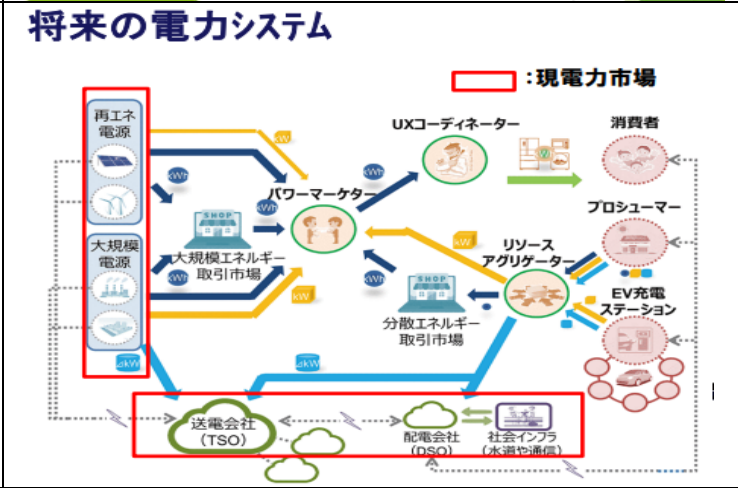 将来の電力システム
:現電力市場
再エネ
電源
kW
UXコーディネーター
消費者
kWh
kWh
パワーマーケター
kWh
プロシューマー
SHOP
大規模
電源
大規模エネルギー
取引市場
kWh
kW
リソース
アグリゲーター
kWh
SHOP
kW
EV充電
ステーション
分散エネルギー
取引市場
ΔkW
ΔkW
送電会社
(TSO)
配電会社
(DSO)
社会インフラ
(水道や通信)